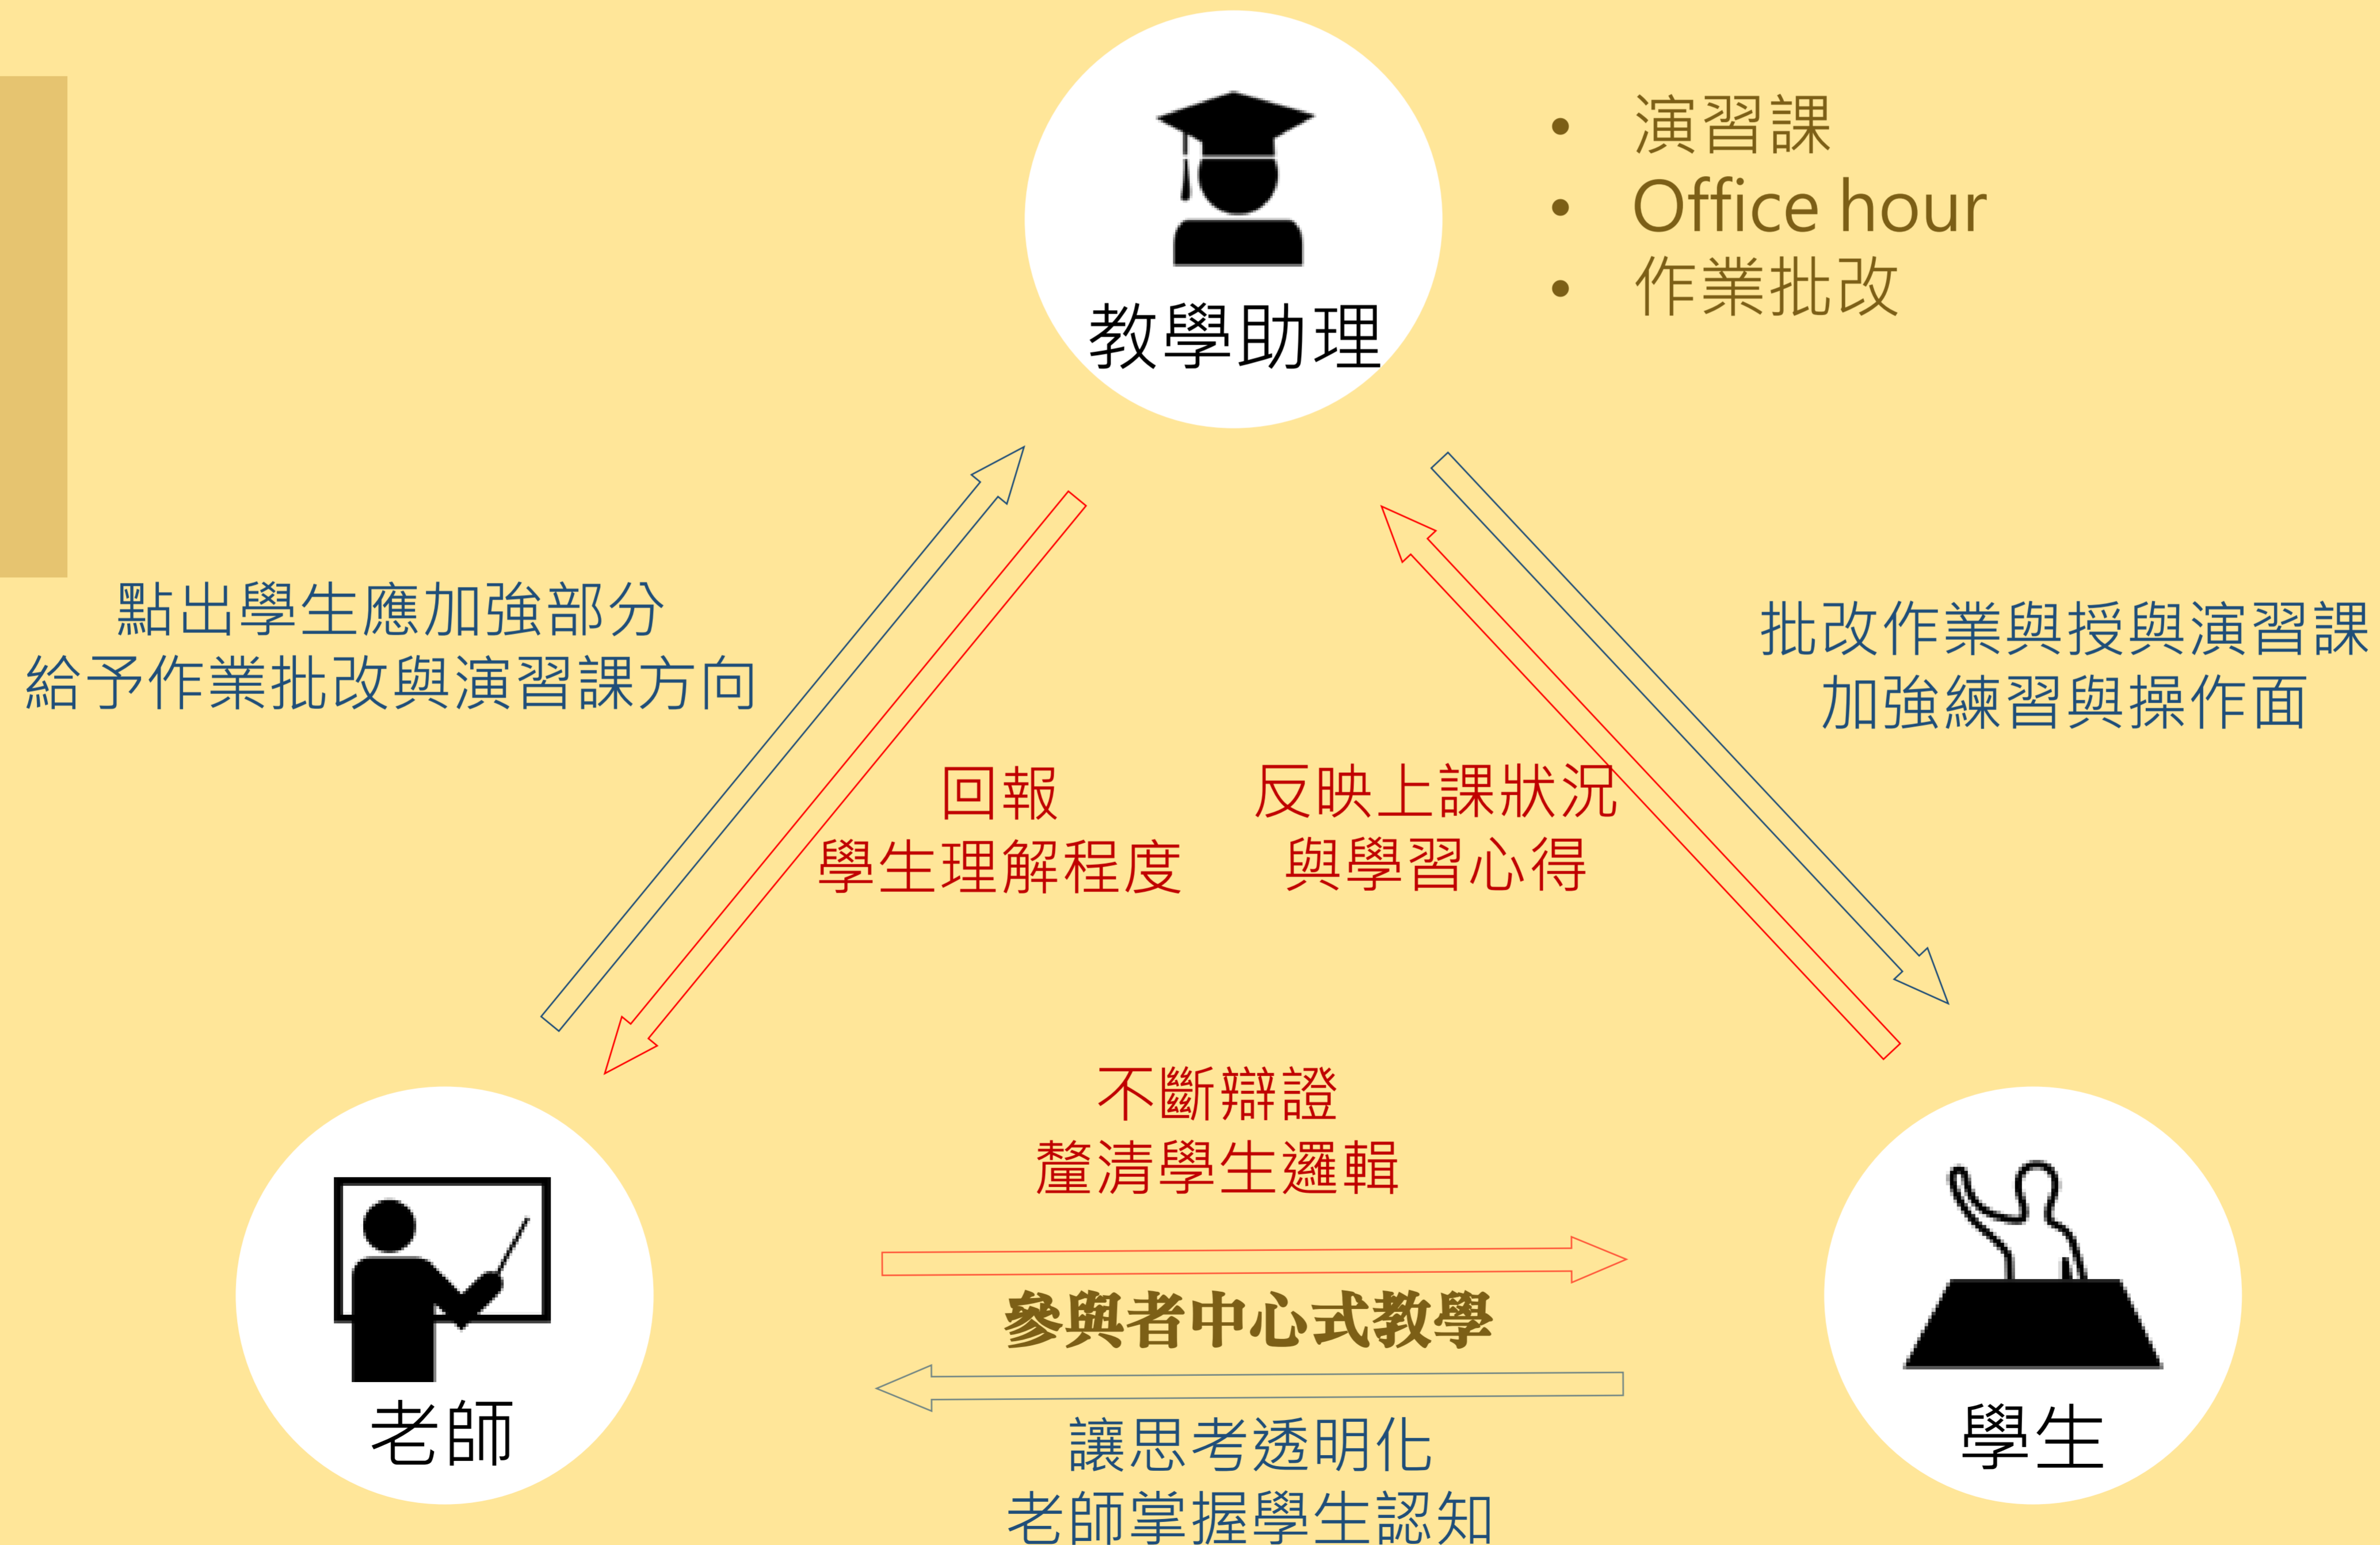 教學助理
• 演習課
• Office hour
• 作業批改
點出學生應加強部分
給予作業批改與演習課方向
批改作業與授與演習課
加強練習與操作面
回報
學生理解程度
反映上課狀況
與學習心得
不斷辯證
釐清學生邏輯
參與者中心式教學
讓思考透明化
老師掌握學生認知
老師
學生